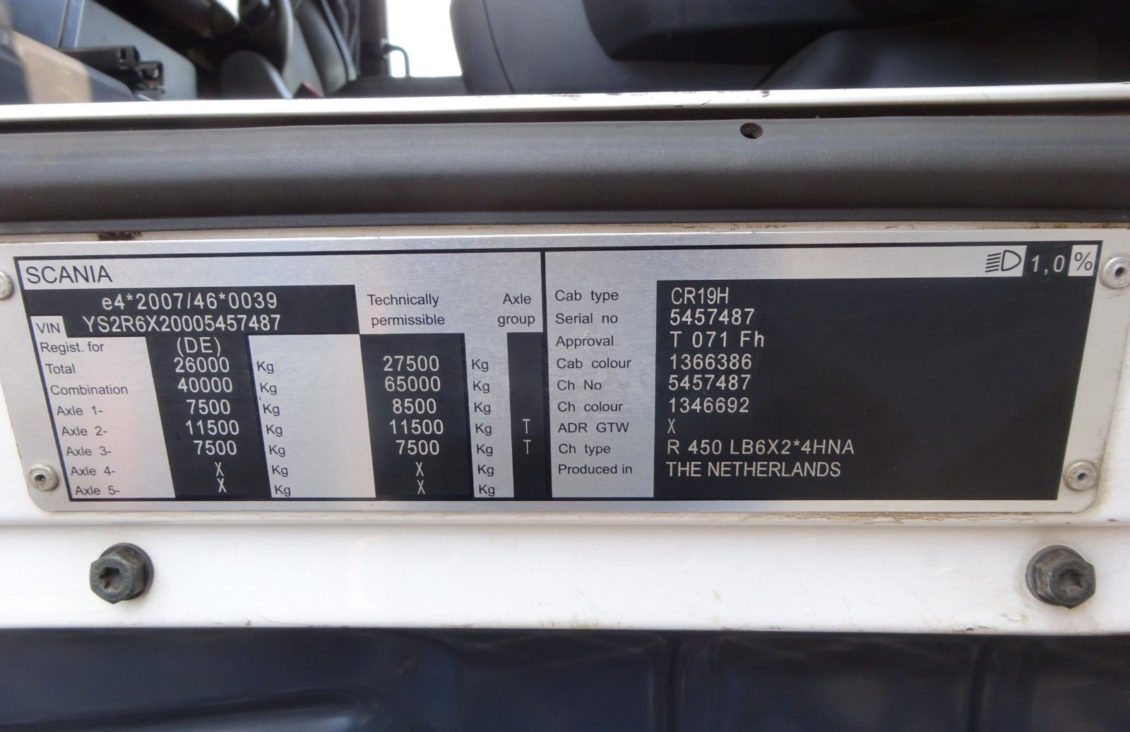 SCANIA
e4*2007/46*0039
VIN YS2R6X20005457487
Technically permissible
Axle group
Regist. for (DE)
Total 26000 Kg 27500 Kg
Combination 40000 Kg 65000 Kg
Axle 1- 7500 Kg 8500 Kg
Axle 2- 11500 Kg 11500 Kg T
Axle 3- 7500 Kg 7500 Kg T
Axle 4- X Kg X Kg
Axle 5- X Kg X Kg
1,0 %
Cab type CR19H
Serial no 5457487
Approval T 071 Fh
Cab colour 1366386
Ch No 5457487
Ch colour 1346692
ADR GTW X
Ch type R 450 LB6X2*4HNA
Produced in THE NETHERLANDS